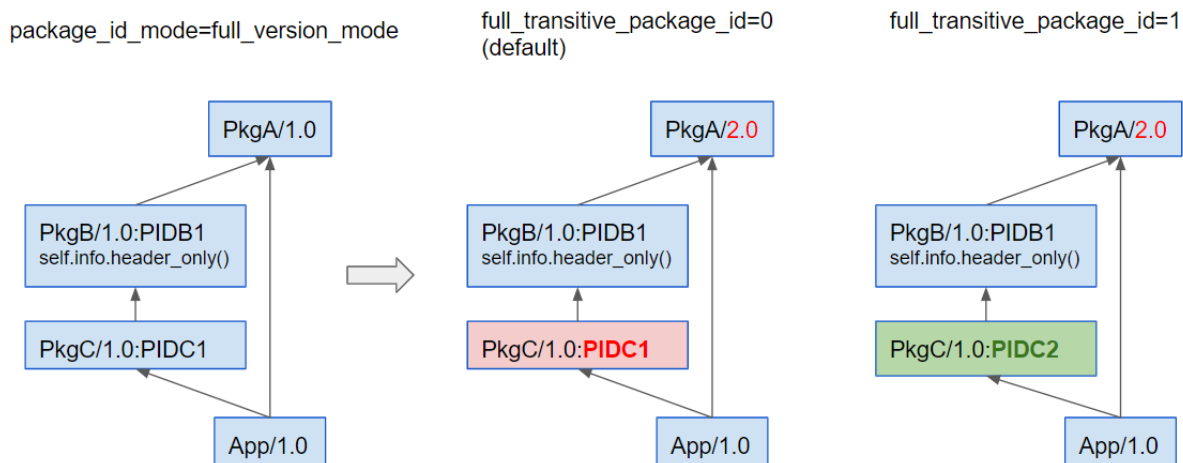 package_id_mode=full_version_mode
PkgA/1.0
PkgB/1.0:PIDB1
self.info.header_only()
PkgC/1.0:PIDC1
App/1.0
full_transitive_package_id=0
(default)
PkgA/2.0
PkgB/1.0:PIDB1
self.info.header_only()
PkgC/1.0:PIDC1
App/1.0
full_transitive_package_id=1
PkgA/2.0
PkgB/1.0:PIDB1
self.info.header_only()
PkgC/1.0:PIDC2
App/1.0